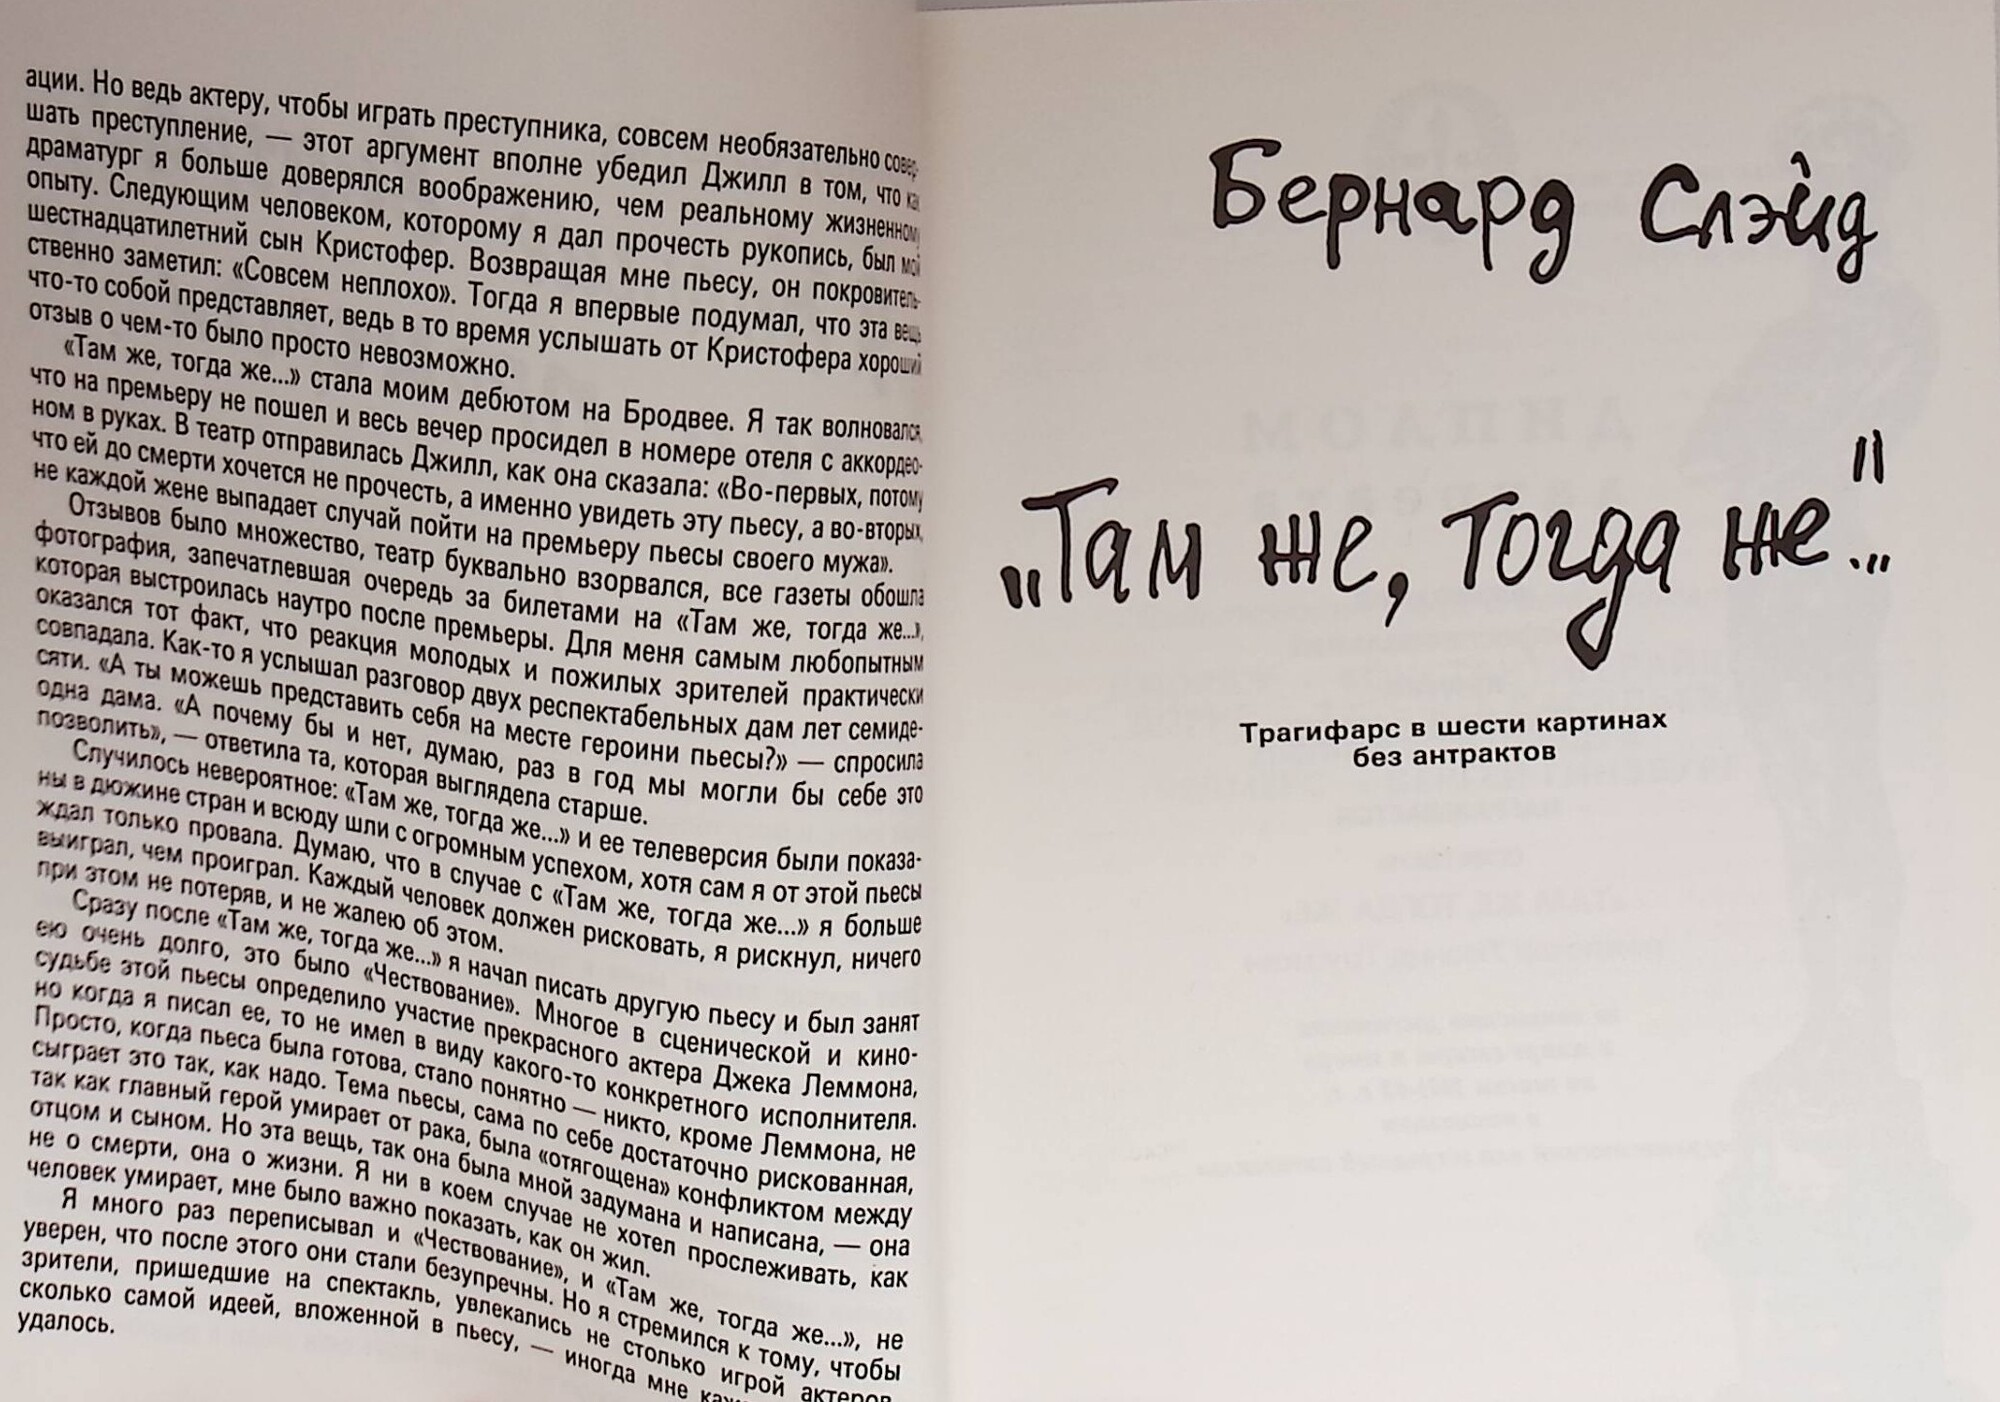 ации. Но ведь актеру, чтобы играть преступника, совсем необязательно совер-
шать преступление, — этот аргумент вполне убедил Джилл в том, что как
драматург я больше доверялся воображению, чем реальному жизненному
опыту. Следующим человеком, которому я дал прочесть рукопись, был мой
шестнадцатилетний сын Кристофер. Возвращая мне пьесу, он покровитель-
ственно заметил: «Совсем неплохо». Тогда я впервые подумал, что эта вещь
что-то собой представляет, ведь в то время услышать от Кристофера хороший
отзыв о чем-то было просто невозможно.
«Там же, тогда же...» стала моим дебютом на Бродвее. Я так волновался,
что на премьеру не пошел и весь вечер просидел в номере отеля с аккордео-
ном в руках. В театр отправилась Джилл, как она сказала: «Во-первых, потому
что ей до смерти хочется не прочесть, а именно увидеть эту пьесу, а во-вторых,
не каждой жене выпадает случай пойти на премьеру пьесы своего мужа».
Отзывов было множество, театр буквально взорвался, все газеты обошла
фотография, запечатлевшая очередь за билетами на «Там же, тогда же...»,
которая выстроилась наутро после премьеры. Для меня самым любопытным
оказался тот факт, что реакция молодых и пожилых зрителей практически
совпадала. Как-то я услышал разговор двух респектабельных дам лет семиде-
сяти. «А ты можешь представить себя на месте героини пьесы?» — спросила
одна дама. «А почему бы и нет, думаю, раз в год мы могли бы себе это
позволить», — ответила та, которая выглядела старше.
Случилось невероятное: «Там же, тогда же...» и ее телеверсия были показа-
ны в дюжине стран и всюду шли с огромным успехом, хотя сам я от этой пьесы
ждал только провала. Думаю, что в случае с «Там же, тогда же...» я больше
выиграл, чем проиграл. Каждый человек должен рисковать, я рискнул, ничего
при этом не потеряв, и не жалею об этом.
Сразу после «Там же, тогда же...» я начал писать другую пьесу и был занят
ею очень долго, это было «Чествование». Многое в сценической и кино-
судьбе этой пьесы определило участие прекрасного актера Джека Леммона,
но когда я писал ее, то не имел в виду какого-то конкретного исполнителя.
Просто, когда пьеса была готова, стало понятно — никто, кроме Леммона, не
сыграет это так, как надо. Тема пьесы, сама по себе достаточно рискованная,
так как главный герой умирает от рака, была «отягощена» конфликтом между
отцом и сыном. Но эта вещь, так она была мной задумана и написана, — она
не о смерти, она о жизни. Я ни в коем случае не хотел прослеживать, как
человек умирает, мне было важно показать, как он жил.
Я много раз переписывал и «Чествование», и «Там же, тогда же...», не
уверен, что после этого они стали безупречны. Но я стремился к тому, чтобы
зрители, пришедшие на спектакль, увлекались не столько игрой актеров,
сколько самой идеей, вложенной в пьесу, — иногда мне
удалось.
Бернард Слэйд
„Там же, тогда же..."
Трагифарс в шести картинах
без антрактов